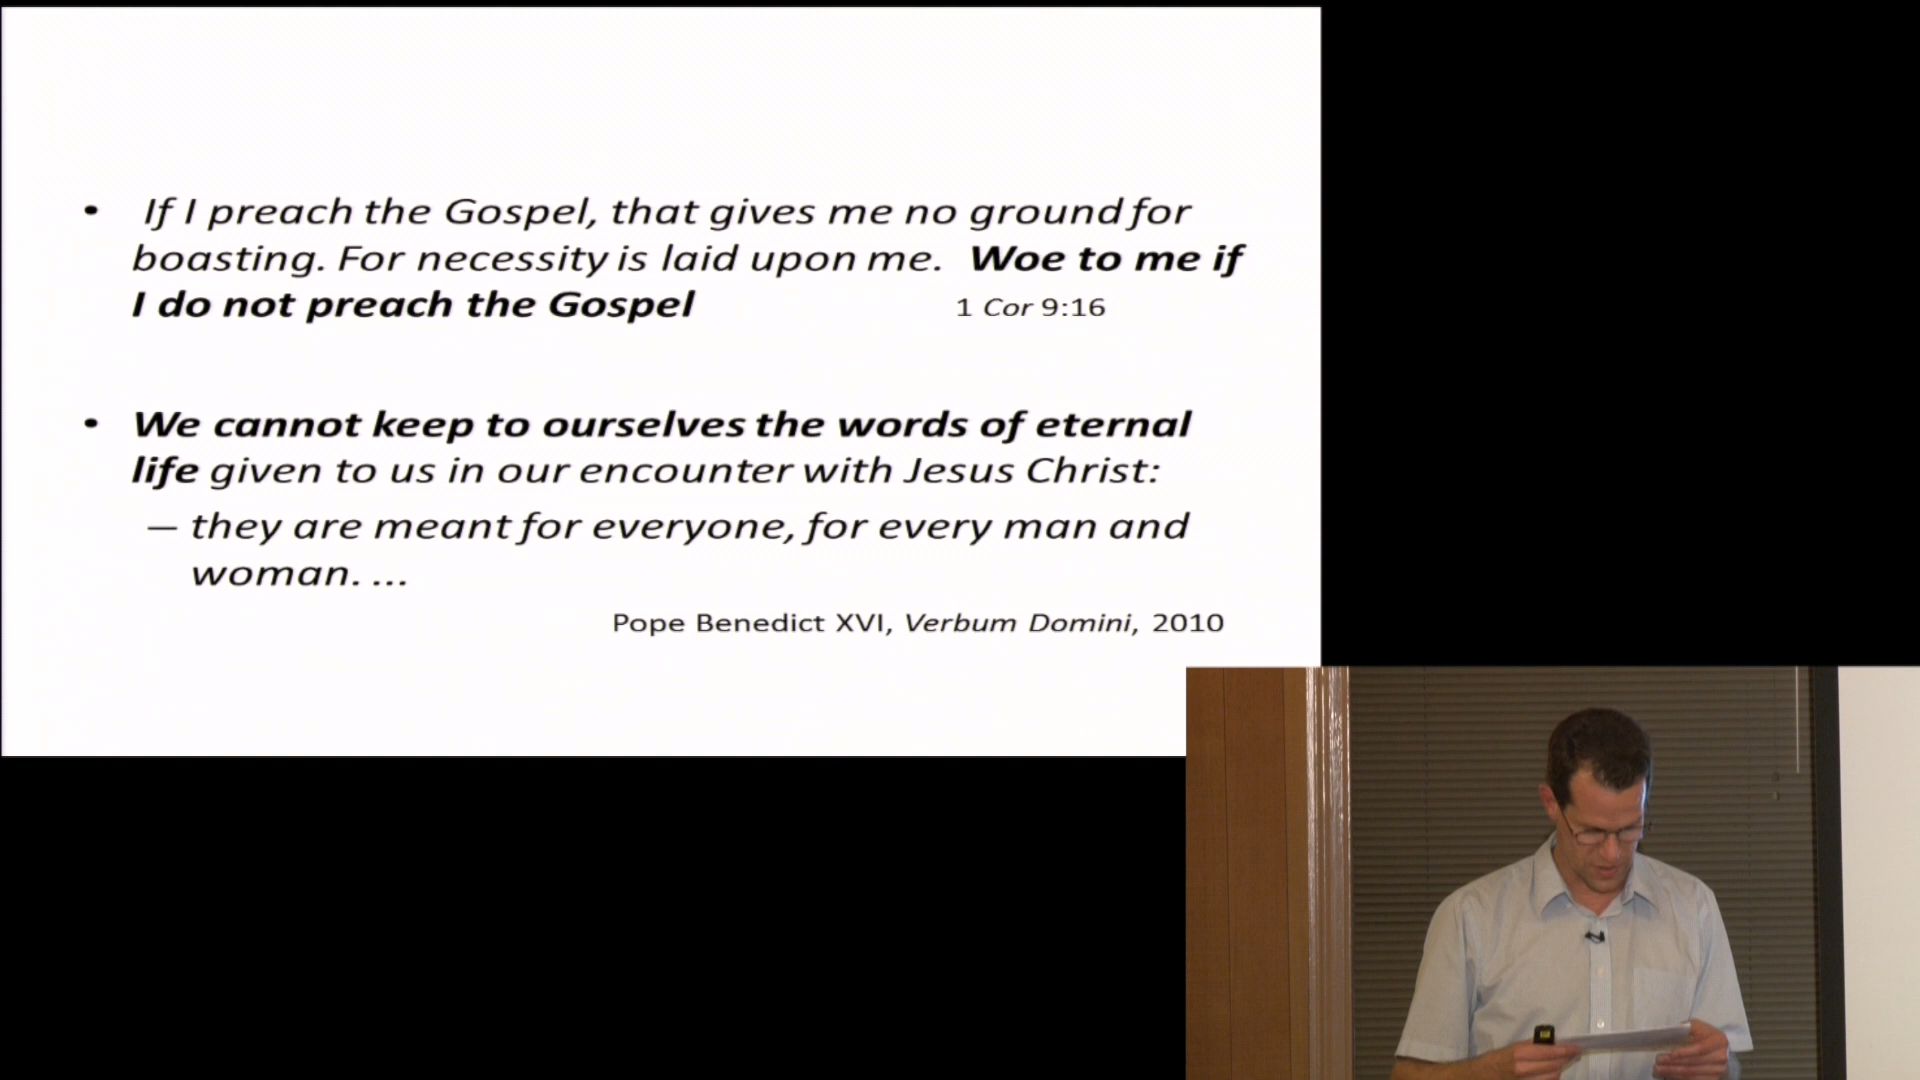 • If I preach the Gospel, that gives me no ground for
boasting. For necessity is laid upon me. Woe to me if
I do not preach the Gospel 1 Cor 9:16
• We cannot keep to ourselves the words of eternal
life given to us in our encounter with Jesus Christ:
– they are meant for everyone, for every man and
woman. ...
Pope Benedict XVI, Verbum Domini, 2010